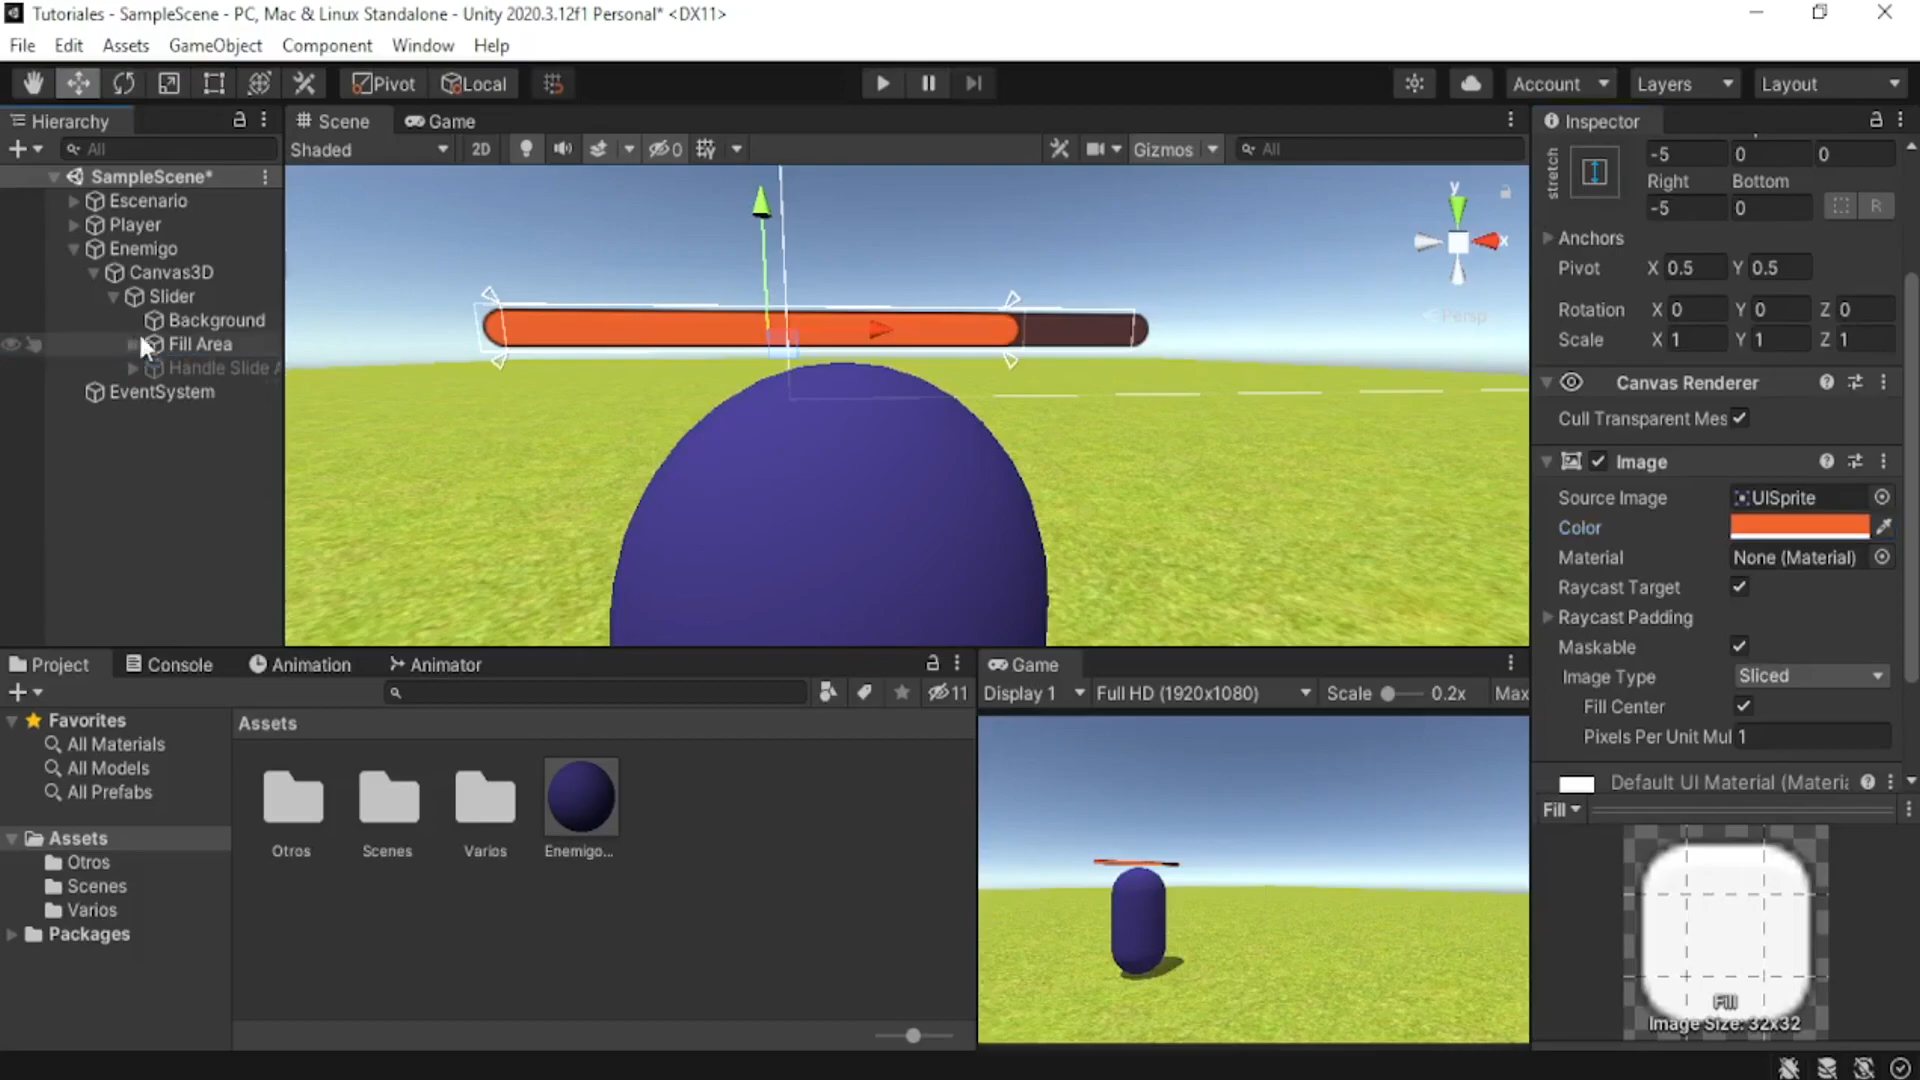 Tutoriales - SampleScene - PC, Mac & Linux Standalone - Unity 2020.3.12f1 Personal* <DX11>
File Edit Assets GameObject Component Window Help
Pivot Local Account Layers Layout
Hierarchy
All
SampleScene*
Escenario
Player
Enemigo
Canvas3D
Slider
Background
Fill Area
Handle Slide A
EventSystem
Scene Game
Shaded 2D 0 Gizmos All
y
x
Persp
Inspector
stretch
-5 0 0
Right Bottom
-5 0 R
Anchors
Pivot X 0.5 Y 0.5
Rotation X 0 Y 0 Z 0
Scale X 1 Y 1 Z 1
Canvas Renderer
Cull Transparent Mes
Image
Source Image UISprite
Color
Material None (Material)
Raycast Target
Raycast Padding
Maskable
Image Type Sliced
Fill Center
Pixels Per Unit Mul 1
Default UI Material (Materi
Fill
Fill
Image Size: 32x32
Project Console Animation Animator
11
Favorites
All Materials
All Models
All Prefabs
Assets
Otros
Scenes
Varios
Packages
Assets
Otros Scenes Varios Enemigo...
Game
Display 1 Full HD (1920x1080) Scale 0.2x Max